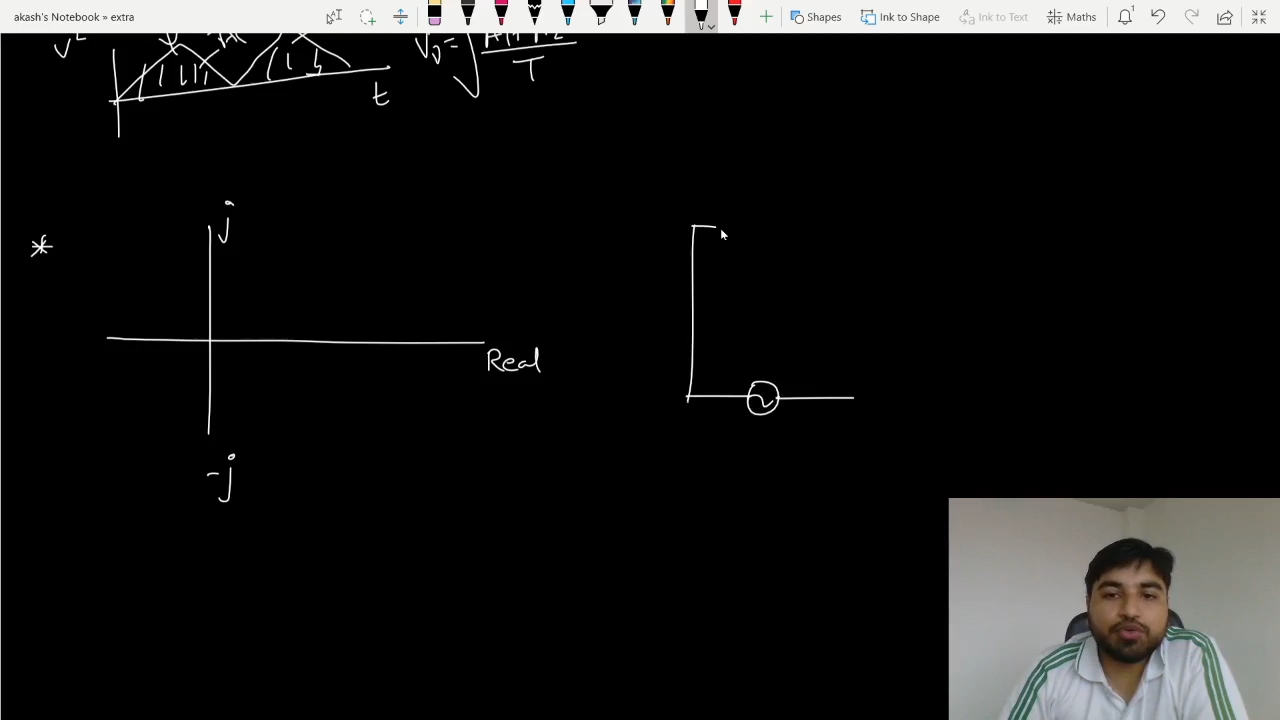 akash's Notebook » extra
Shapes
Ink to Shape
Ink to Text
Maths
t
T
*
j
Real
-j